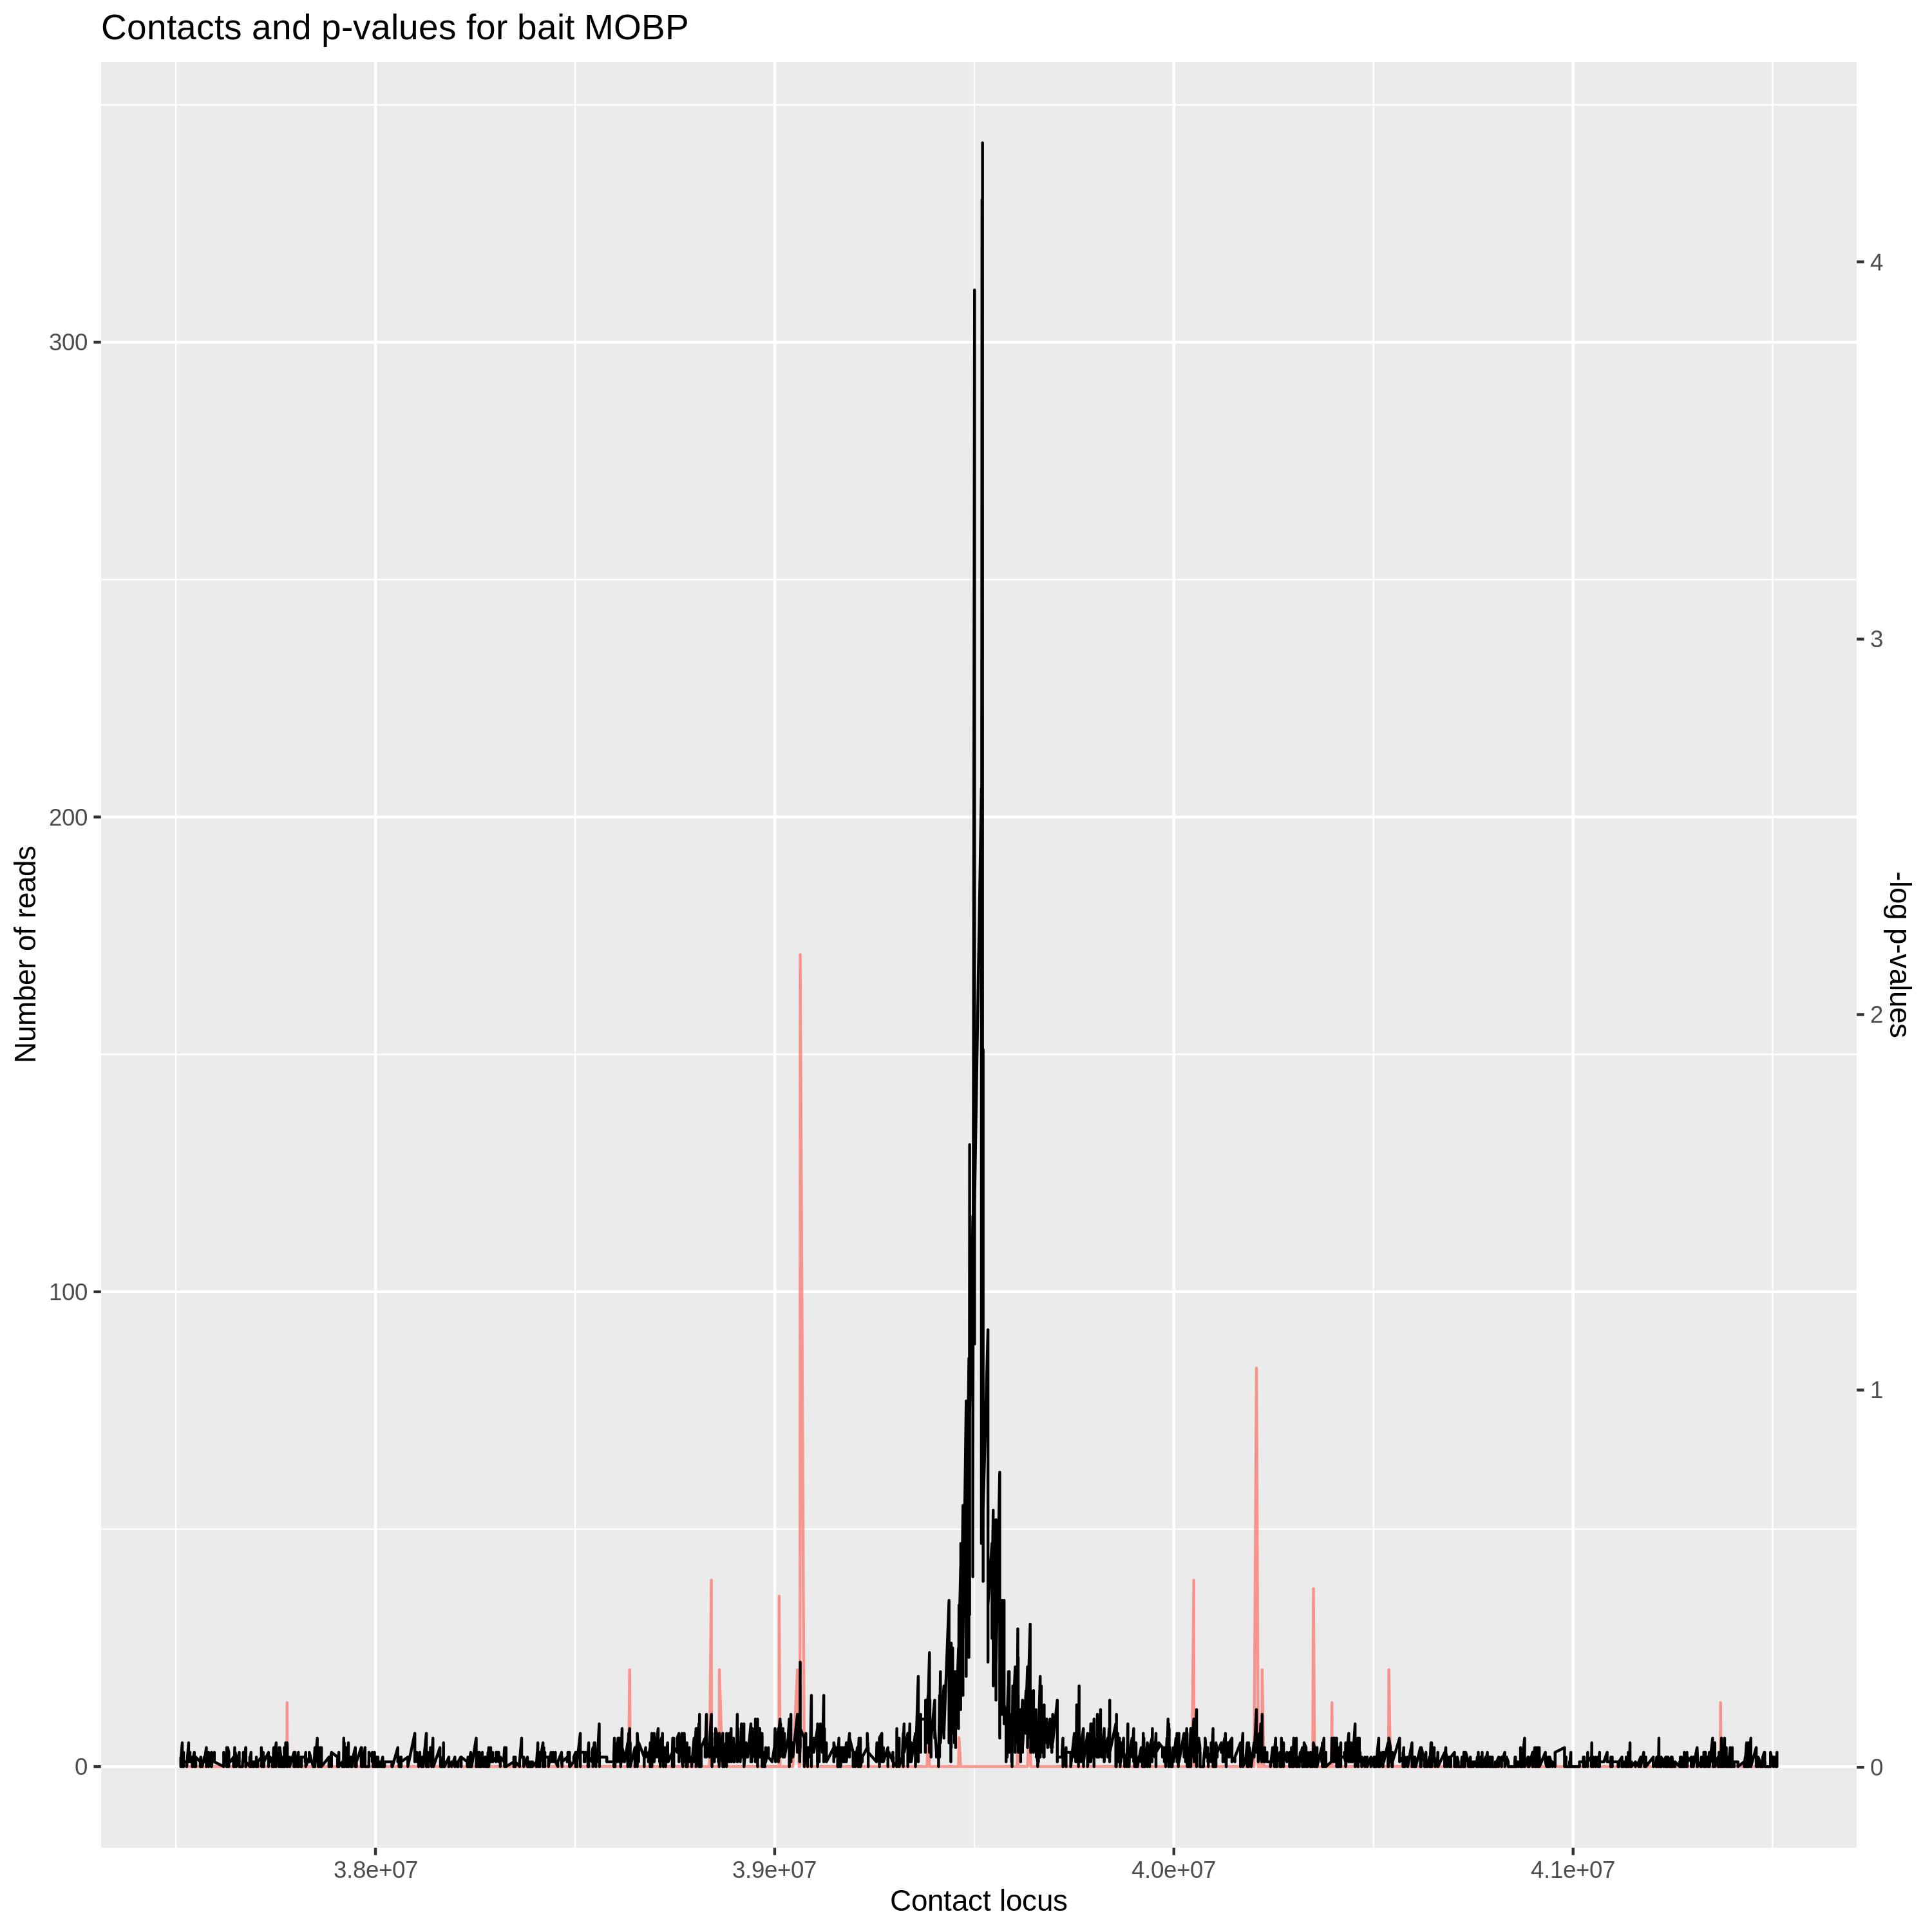 Contacts and p-values for bait MOBP
Number of reads
300
200
100
0
4
3
2
1
0
-log p-values
3.8e+07
3.9e+07
4.0e+07
4.1e+07
Contact locus